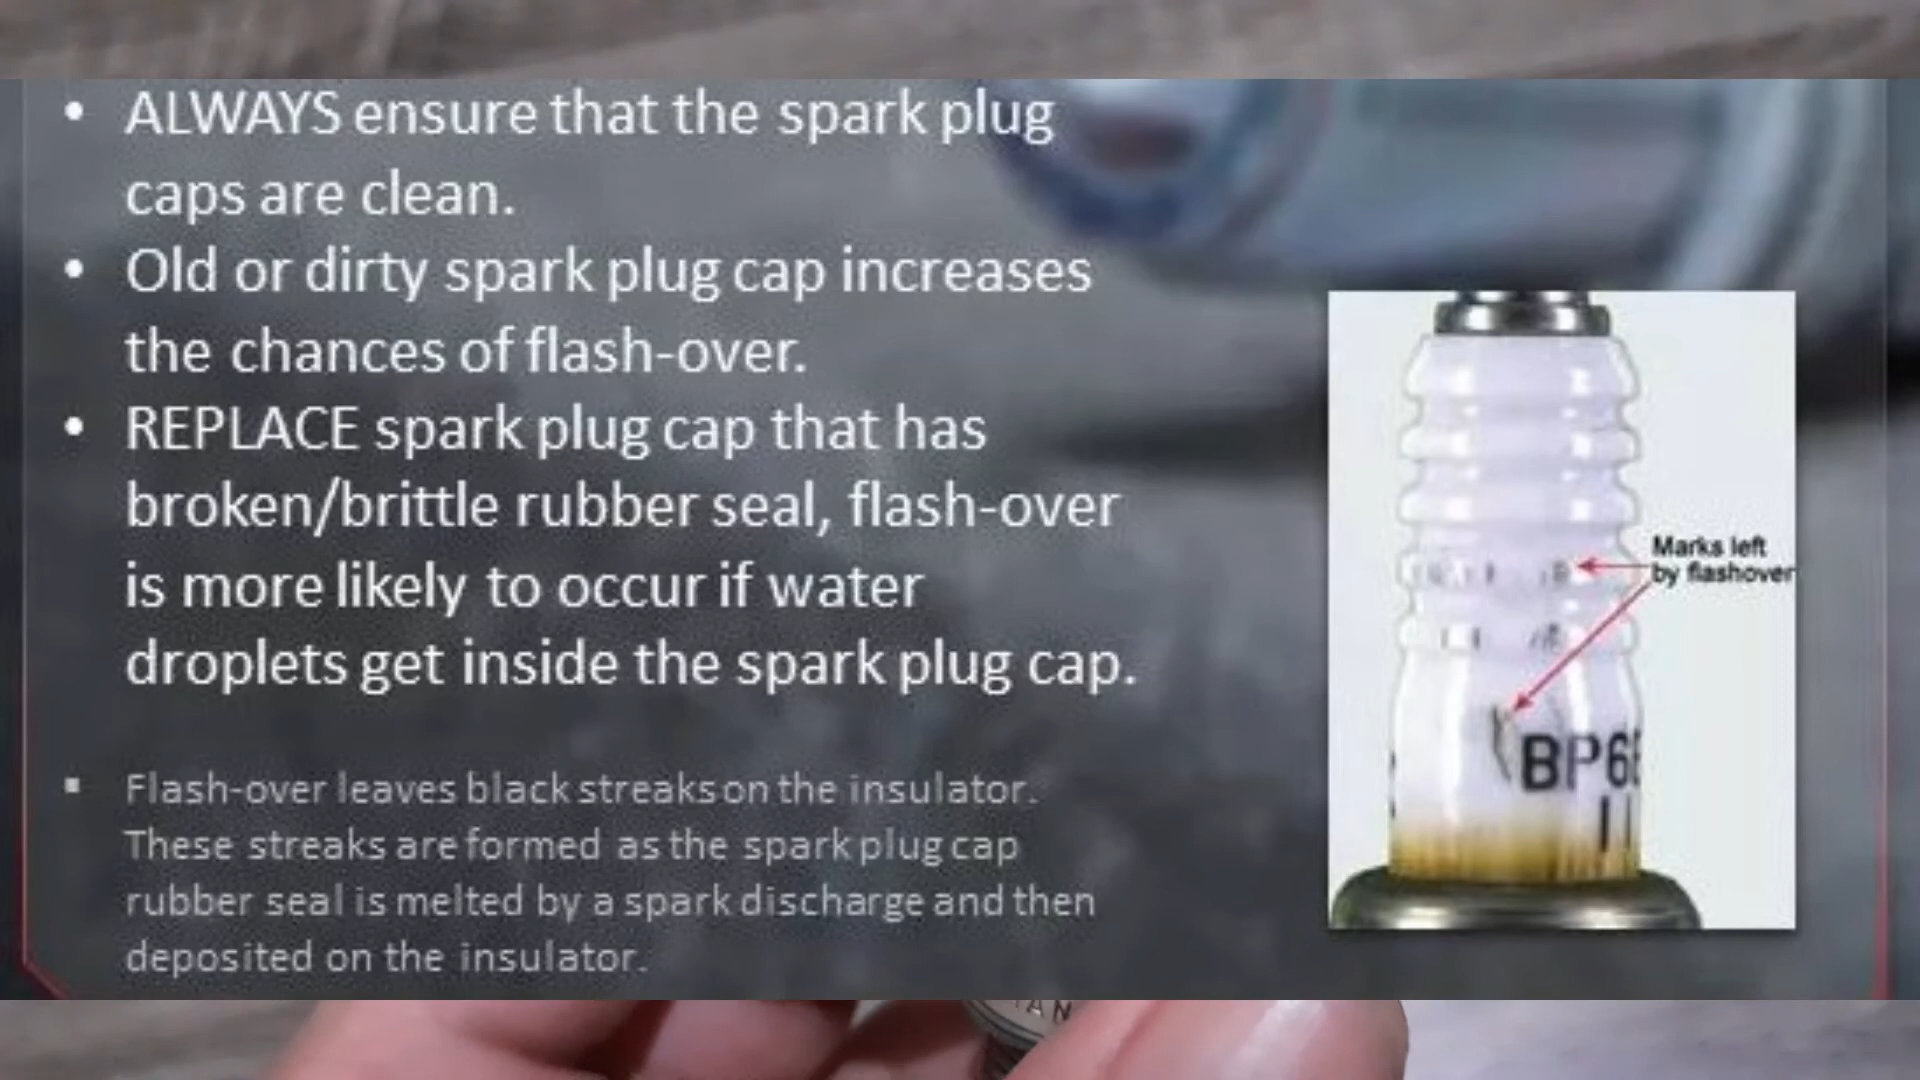 • ALWAYS ensure that the spark plug
caps are clean.
• Old or dirty spark plug cap increases
the chances of flash-over.
• REPLACE spark plug cap that has
broken/brittle rubber seal, flash-over
is more likely to occur if water
droplets get inside the spark plug cap.
▪ Flash-over leaves black streaks on the insulator.
These streaks are formed as the spark plug cap
rubber seal is melted by a spark discharge and then
deposited on the insulator.
Marks left
by flashover